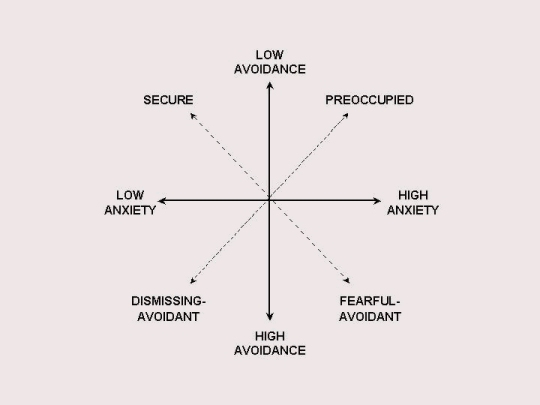 LOW
AVOIDANCE
SECURE
PREOCCUPIED
LOW
ANXIETY
HIGH
ANXIETY
DISMISSING-
AVOIDANT
FEARFUL-
AVOIDANT
HIGH
AVOIDANCE